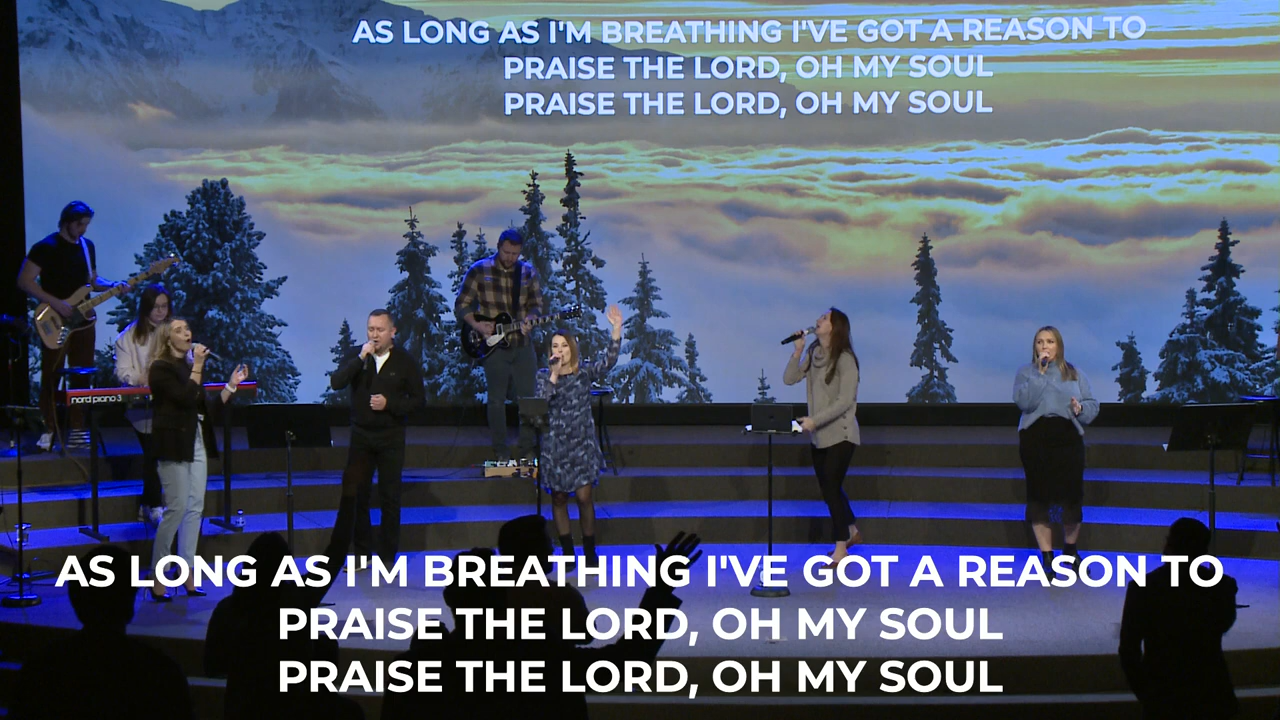 AS LONG AS I'M BREATHING I'VE GOT A REASON TO
PRAISE THE LORD, OH MY SOUL
PRAISE THE LORD, OH MY SOUL
nord piano 3
AS LONG AS I'M BREATHING I'VE GOT A REASON TO
PRAISE THE LORD, OH MY SOUL
PRAISE THE LORD, OH MY SOUL